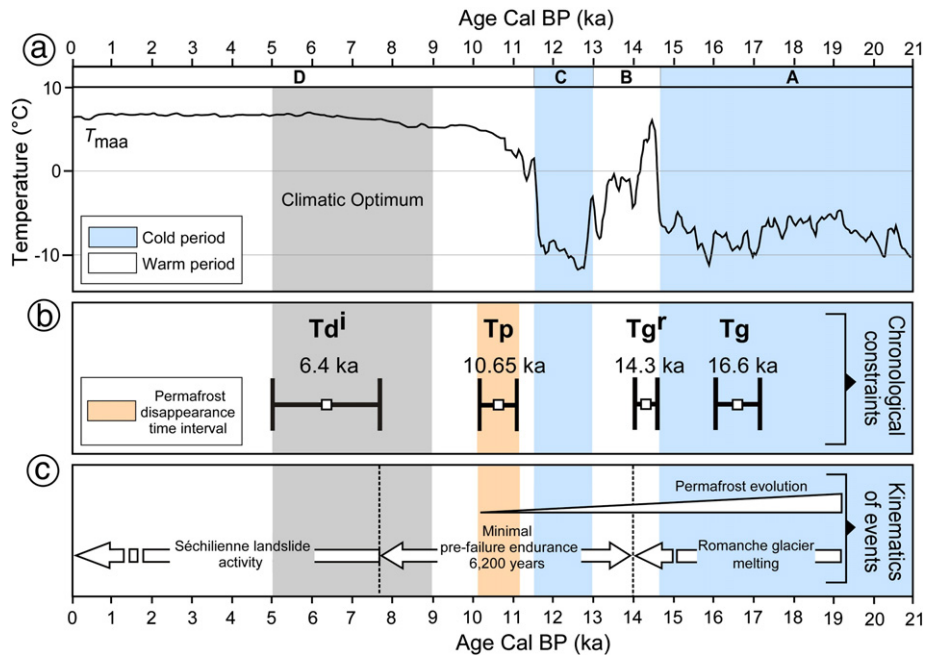 Age Cal BP (ka)
0 1 2 3 4 5 6 7 8 9 10 11 12 13 14 15 16 17 18 19 20 21
a
D C B A
Temperature (°C)
10
0
-10
Tmaa
Climatic Optimum
Cold period
Warm period
b
Tdⁱ Tp Tgʳ Tg
6.4 ka 10.65 ka 14.3 ka 16.6 ka
Permafrost
disappearance
time interval
Chronological
constraints
c
Permafrost evolution
Séchilienne landslide
activity
Minimal
pre-failure endurance
6,200 years
Romanche glacier
melting
Kinematics
of events
0 1 2 3 4 5 6 7 8 9 10 11 12 13 14 15 16 17 18 19 20 21
Age Cal BP (ka)